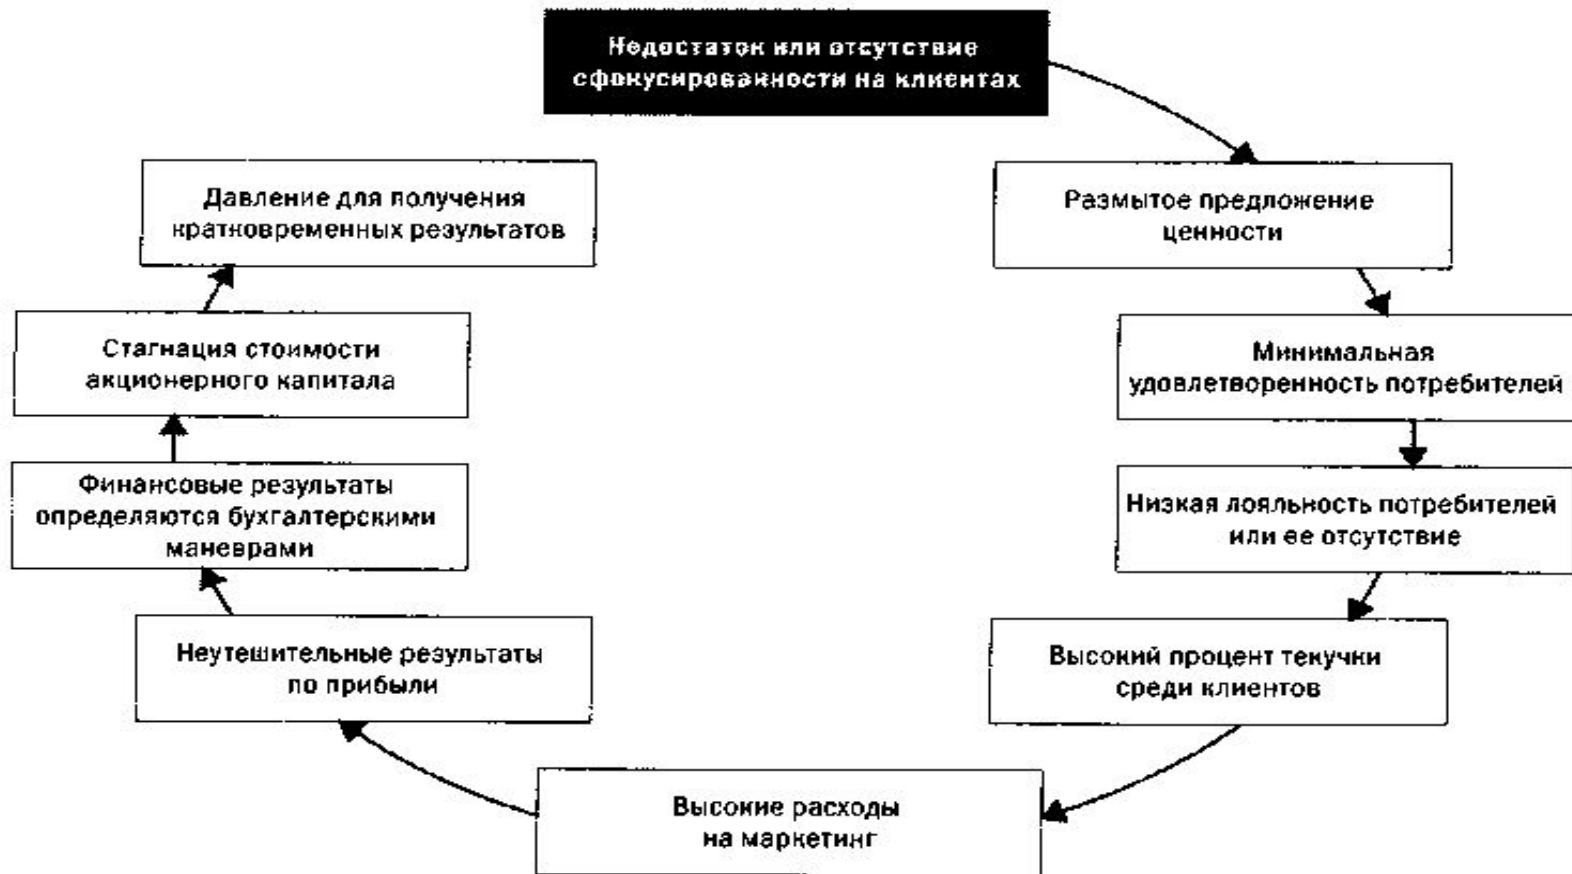 Недостаток или отсутствие
сфокусированности на клиентах
Размытое предложение
ценности
Минимальная
удовлетворенность потребителей
Низкая лояльность потребителей
или ее отсутствие
Высокий процент текучки
среди клиентов
Высокие расходы
на маркетинг
Неутешительные результаты
по прибыли
Финансовые результаты
определяются бухгалтерскими
маневрами
Стагнация стоимости
акционерного капитала
Давление для получения
кратковременных результатов